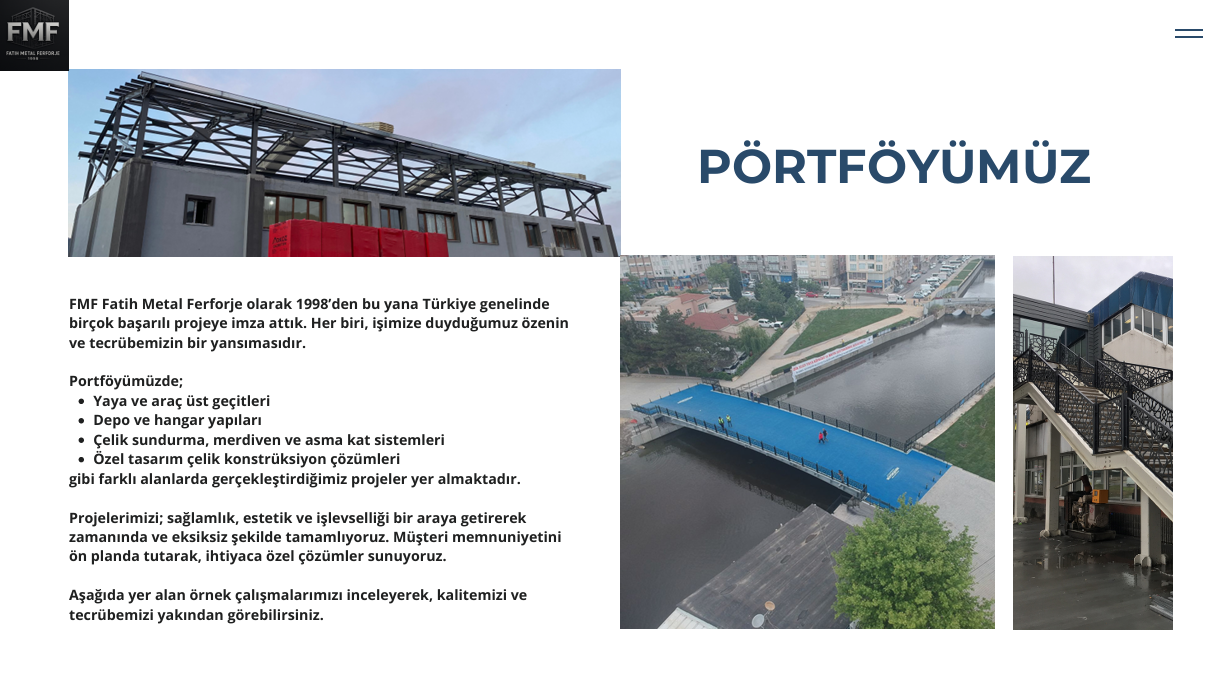 FMF
FATIH METAL FERFORJE
1998
PÖRTFÖYÜMÜZ
FMF Fatih Metal Ferforje olarak 1998’den bu yana Türkiye genelinde
birçok başarılı projeye imza attık. Her biri, işimize duyduğumuz özenin
ve tecrübemizin bir yansımasıdır.
Portföyümüzde;
• Yaya ve araç üst geçitleri
• Depo ve hangar yapıları
• Çelik sundurma, merdiven ve asma kat sistemleri
• Özel tasarım çelik konstrüksiyon çözümleri
gibi farklı alanlarda gerçekleştirdiğimiz projeler yer almaktadır.
Projelerimizi; sağlamlık, estetik ve işlevselliği bir araya getirerek
zamanında ve eksiksiz şekilde tamamlıyoruz. Müşteri memnuniyetini
ön planda tutarak, ihtiyaca özel çözümler sunuyoruz.
Aşağıda yer alan örnek çalışmalarımızı inceleyerek, kalitemizi ve
tecrübemizi yakından görebilirsiniz.